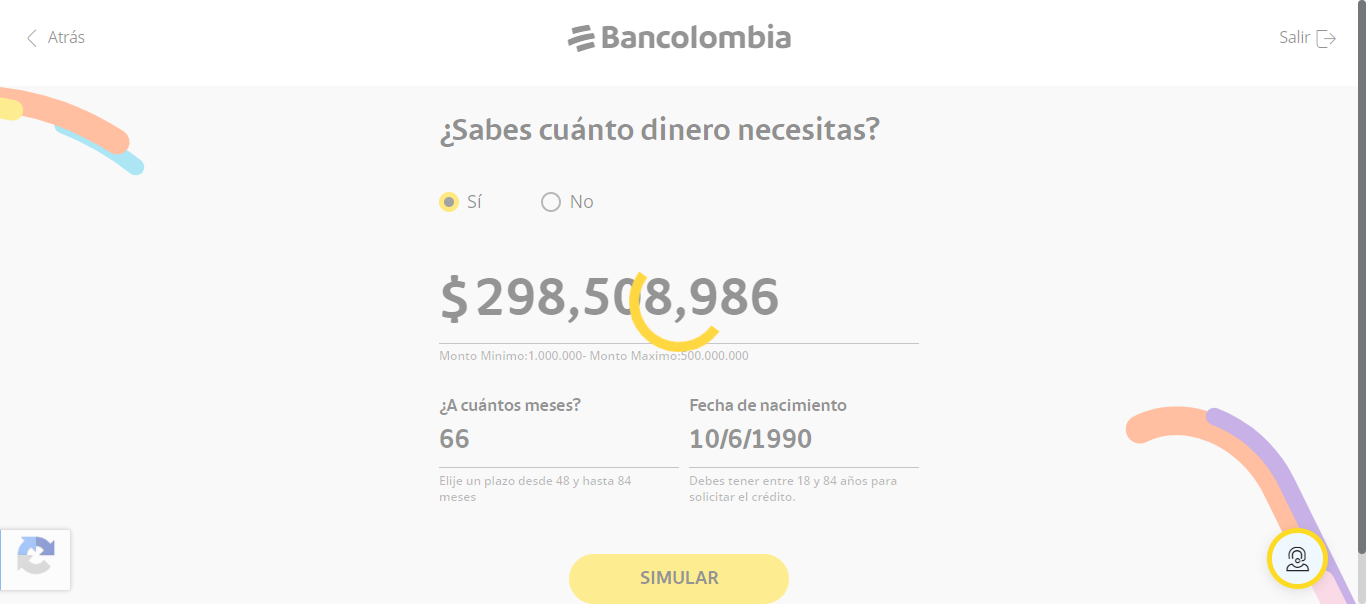 Atrás
Bancolombia
Salir
¿Sabes cuánto dinero necesitas?
Sí
No
$ 298,508,986
Monto Minimo:1.000.000- Monto Maximo:500.000.000
¿A cuántos meses?
66
Elije un plazo desde 48 y hasta 84
meses
Fecha de nacimiento
10/6/1990
Debes tener entre 18 y 84 años para
solicitar el crédito.
SIMULAR